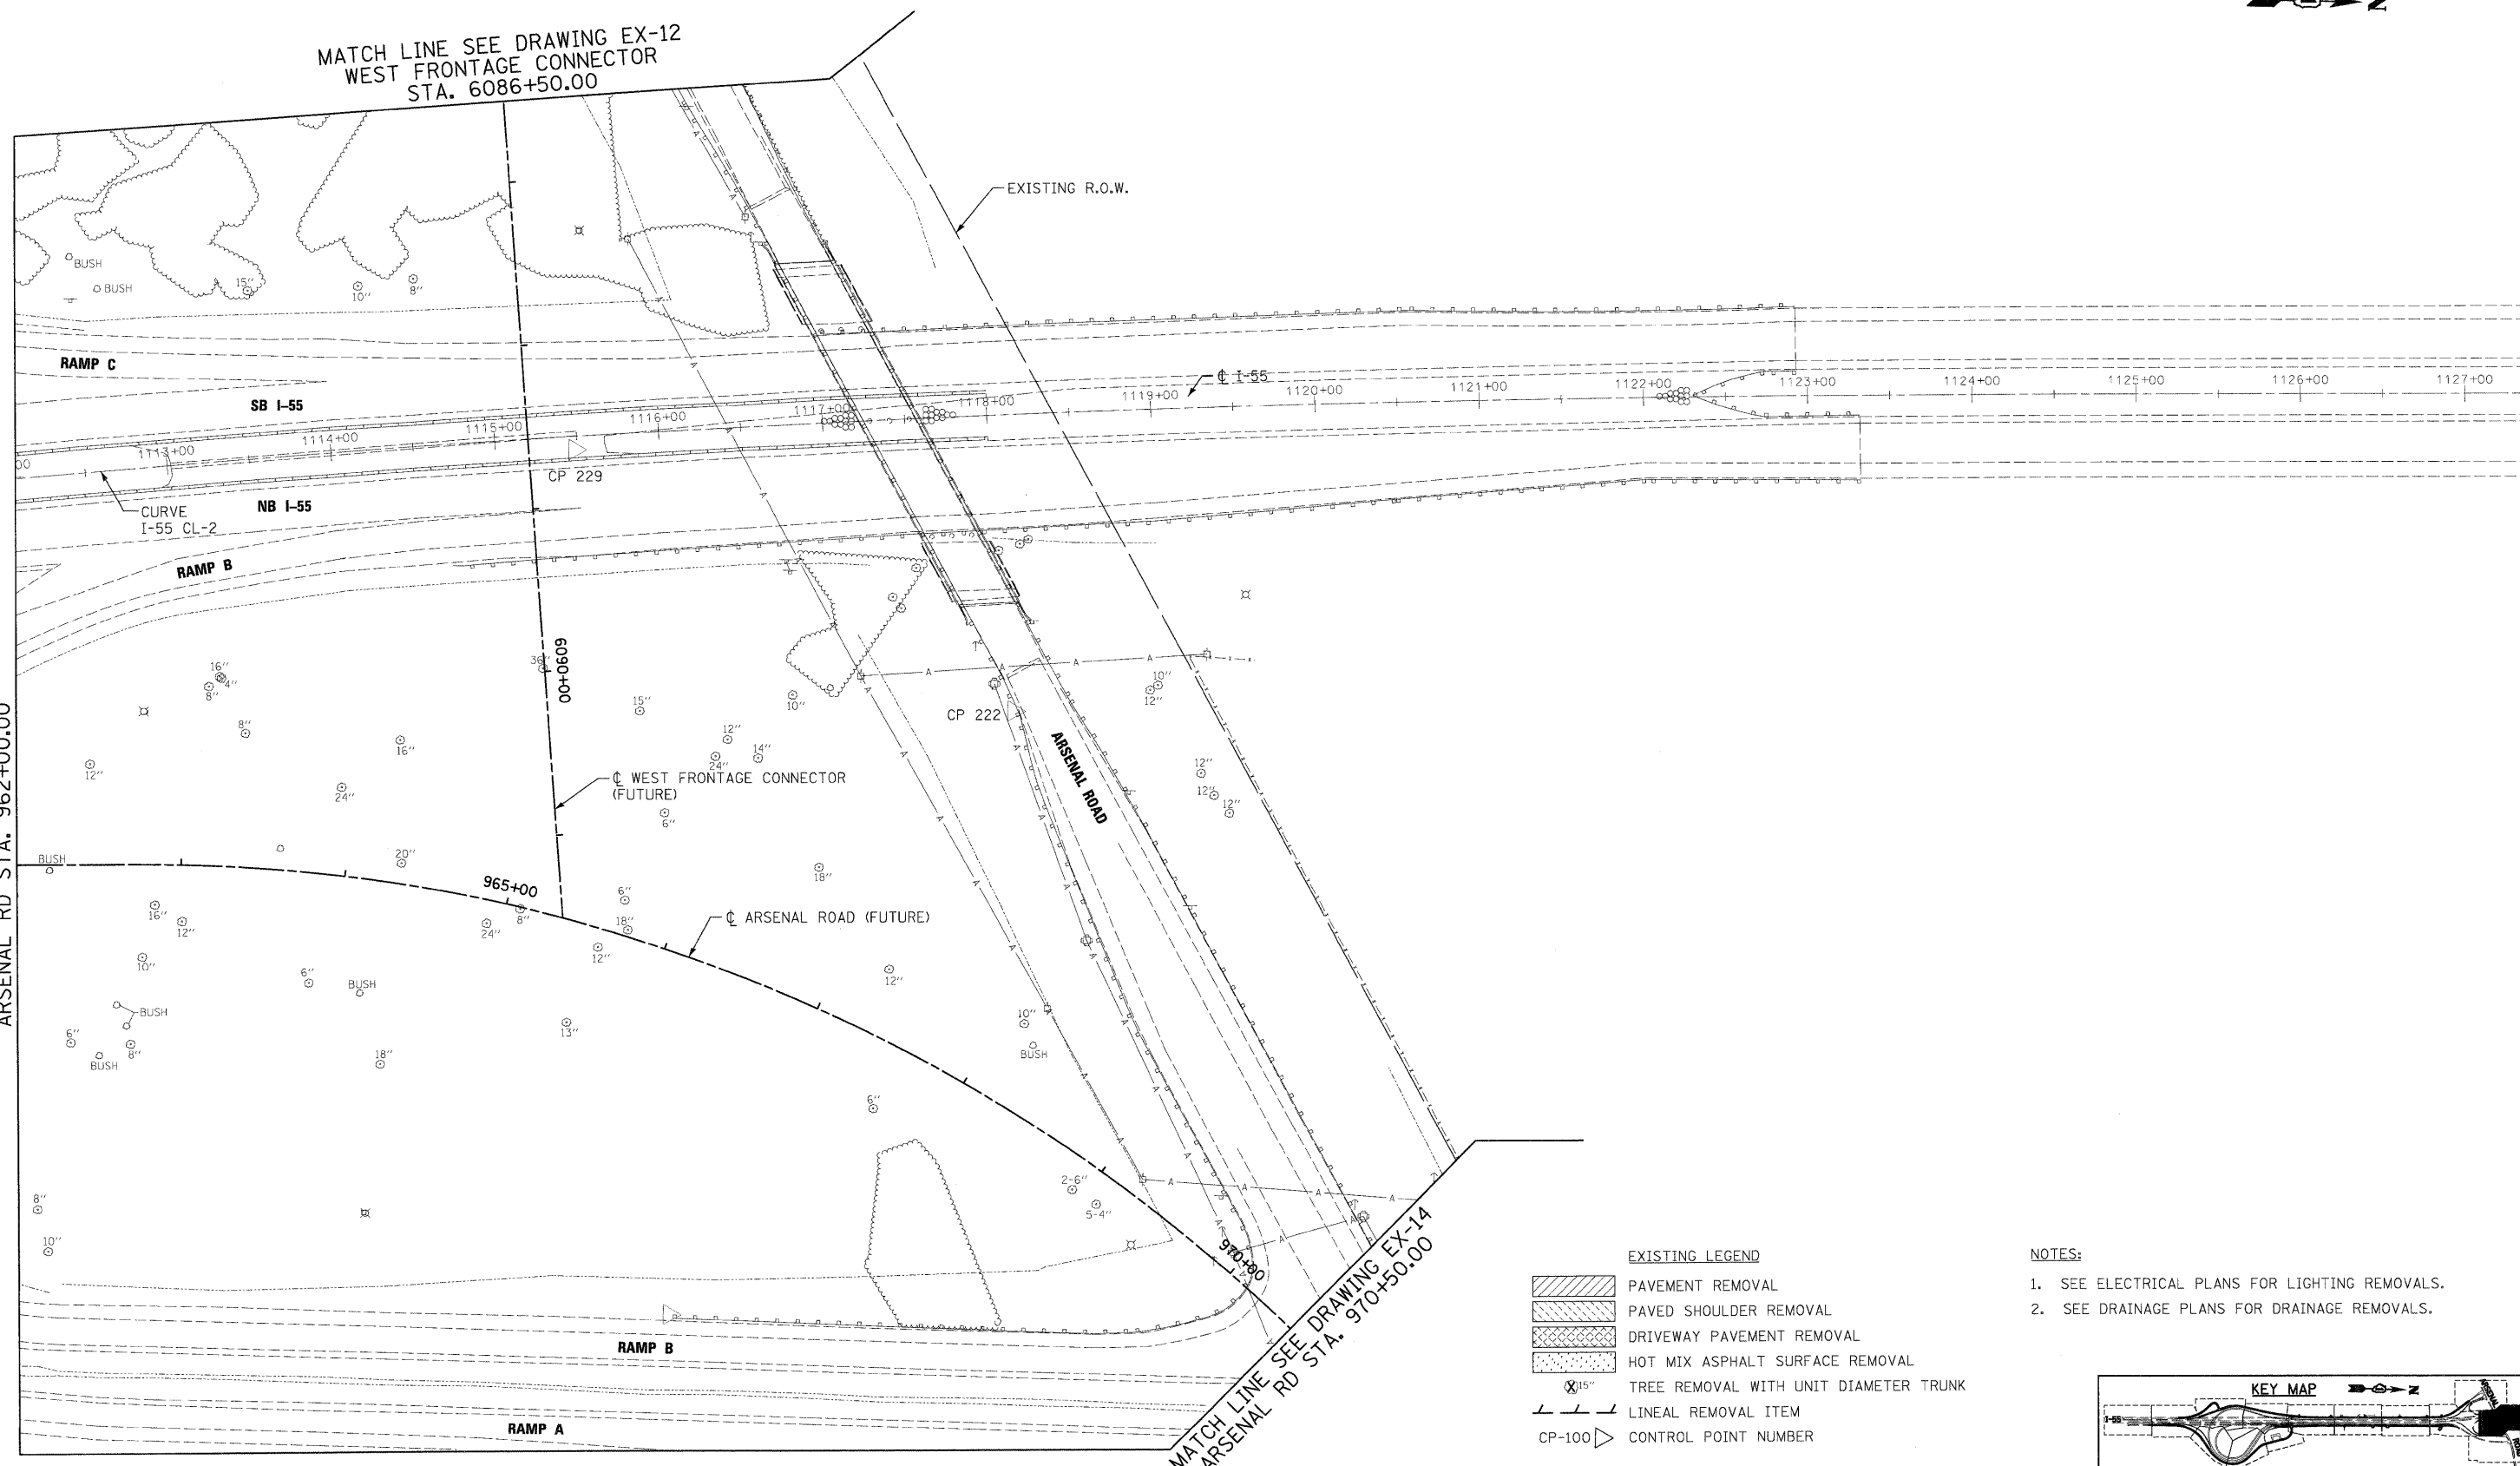 N
MATCH LINE SEE DRAWING EX-12
WEST FRONTAGE CONNECTOR
STA. 6086+50.00
EXISTING R.O.W.
BUSH
BUSH
15"
10"
8"
RAMP C
SB I-55
℄ I-55
00
1113+00
1114+00
1115+00
1116+00
1117+00
1118+00
1119+00
1120+00
1121+00
1122+00
1123+00
1124+00
1125+00
1126+00
1127+00
CP 229
CURVE
I-55 CL-2
NB I-55
RAMP B
6090+00
16"
4"
8"
36"
15"
10"
10"
12"
8"
16"
12"
24"
12"
14"
24"
CP 222
ARSENAL ROAD
℄ WEST FRONTAGE CONNECTOR
(FUTURE)
6"
12"
12"
12"
ARSENAL RD STA. 962+00.00
BUSH
20"
18"
965+00
16"
12"
24"
8"
6"
18"
12"
℄ ARSENAL ROAD (FUTURE)
10"
6"
BUSH
12"
BUSH
13"
10"
BUSH
6"
8"
BUSH
18"
6"
8"
10"
2-6"
5-4"
970+00
RAMP B
RAMP A
MATCH LINE SEE DRAWING EX-14
ARSENAL RD STA. 970+50.00
EXISTING LEGEND
PAVEMENT REMOVAL
PAVED SHOULDER REMOVAL
DRIVEWAY PAVEMENT REMOVAL
HOT MIX ASPHALT SURFACE REMOVAL
15" TREE REMOVAL WITH UNIT DIAMETER TRUNK
LINEAL REMOVAL ITEM
CP-100 CONTROL POINT NUMBER
NOTES:
1. SEE ELECTRICAL PLANS FOR LIGHTING REMOVALS.
2. SEE DRAINAGE PLANS FOR DRAINAGE REMOVALS.
KEY MAP
N
I-55
ARSENAL